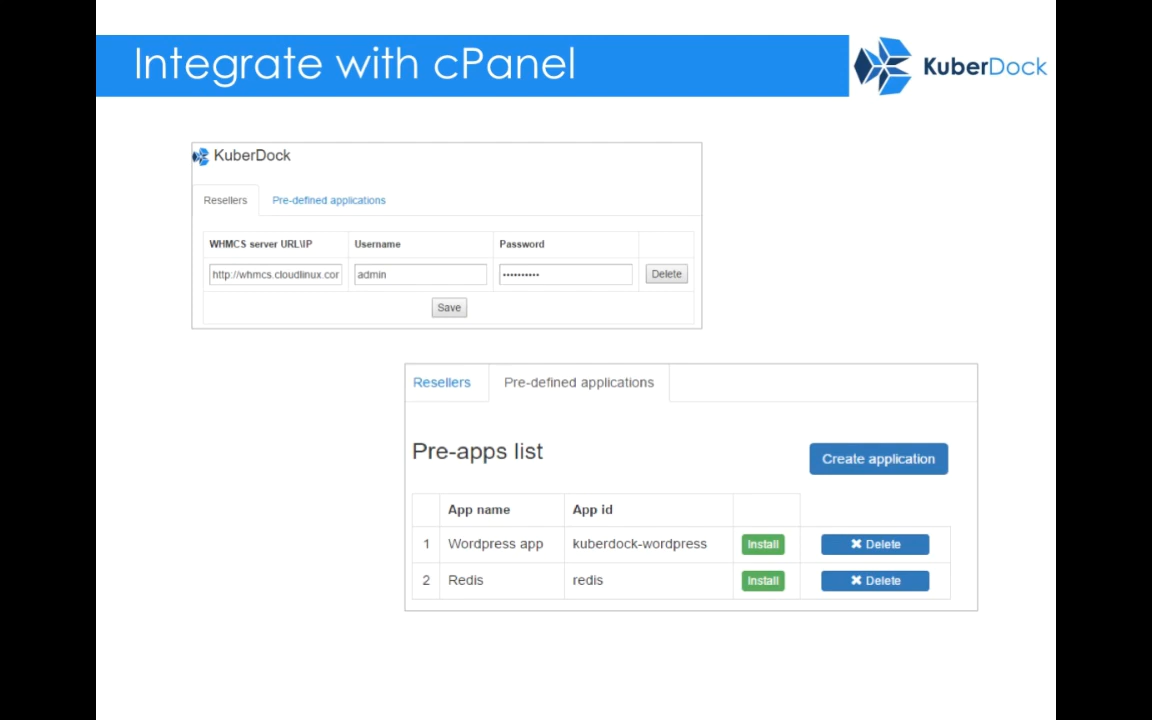 Integrate with cPanel
KuberDock
KuberDock
Resellers Pre-defined applications
WHMCS server URL\IP Username Password
http://whmcs.cloudlinux.cor admin •••••••••• Delete
Save
Resellers Pre-defined applications
Pre-apps list
Create application
App name App id
1 Wordpress app kuberdock-wordpress Install ✖ Delete
2 Redis redis Install ✖ Delete